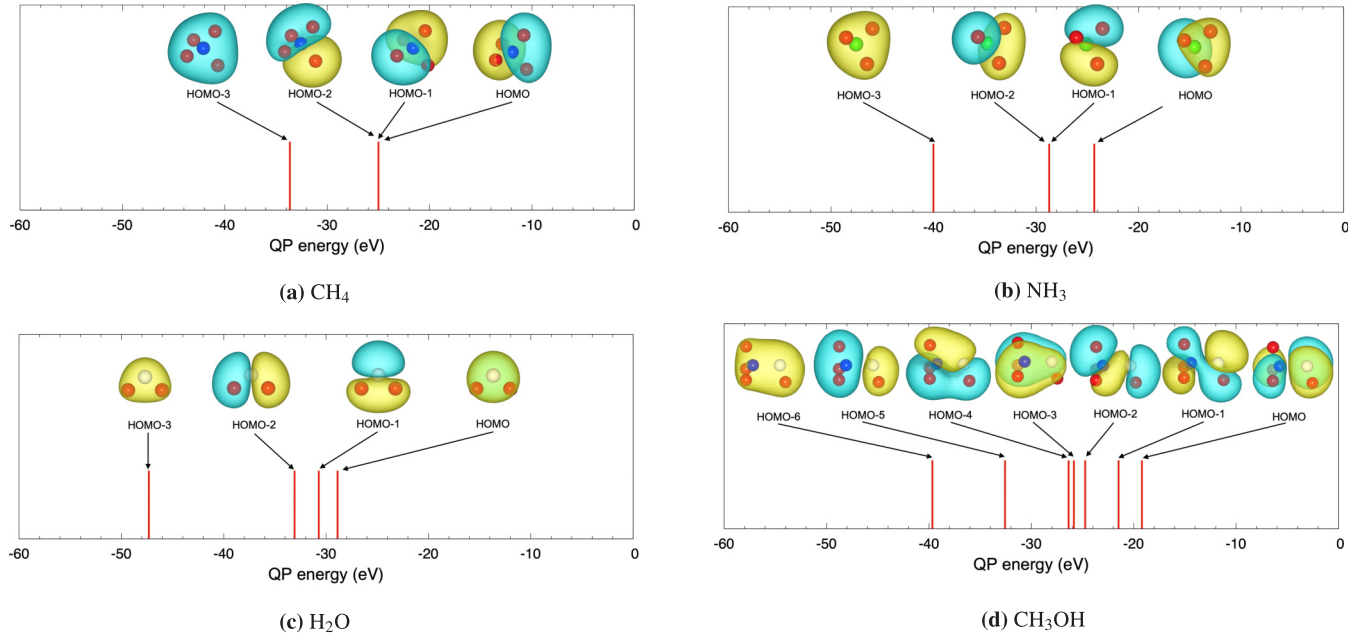 HOMO-3 HOMO-2 HOMO-1 HOMO
-60 -50 -40 -30 -20 -10 0
QP energy (eV)
(a) CH₄
HOMO-3 HOMO-2 HOMO-1 HOMO
-60 -50 -40 -30 -20 -10 0
QP energy (eV)
(b) NH₃
HOMO-3 HOMO-2 HOMO-1 HOMO
-60 -50 -40 -30 -20 -10 0
QP energy (eV)
(c) H₂O
HOMO-6 HOMO-5 HOMO-4 HOMO-3 HOMO-2 HOMO-1 HOMO
-60 -50 -40 -30 -20 -10 0
QP energy (eV)
(d) CH₃OH